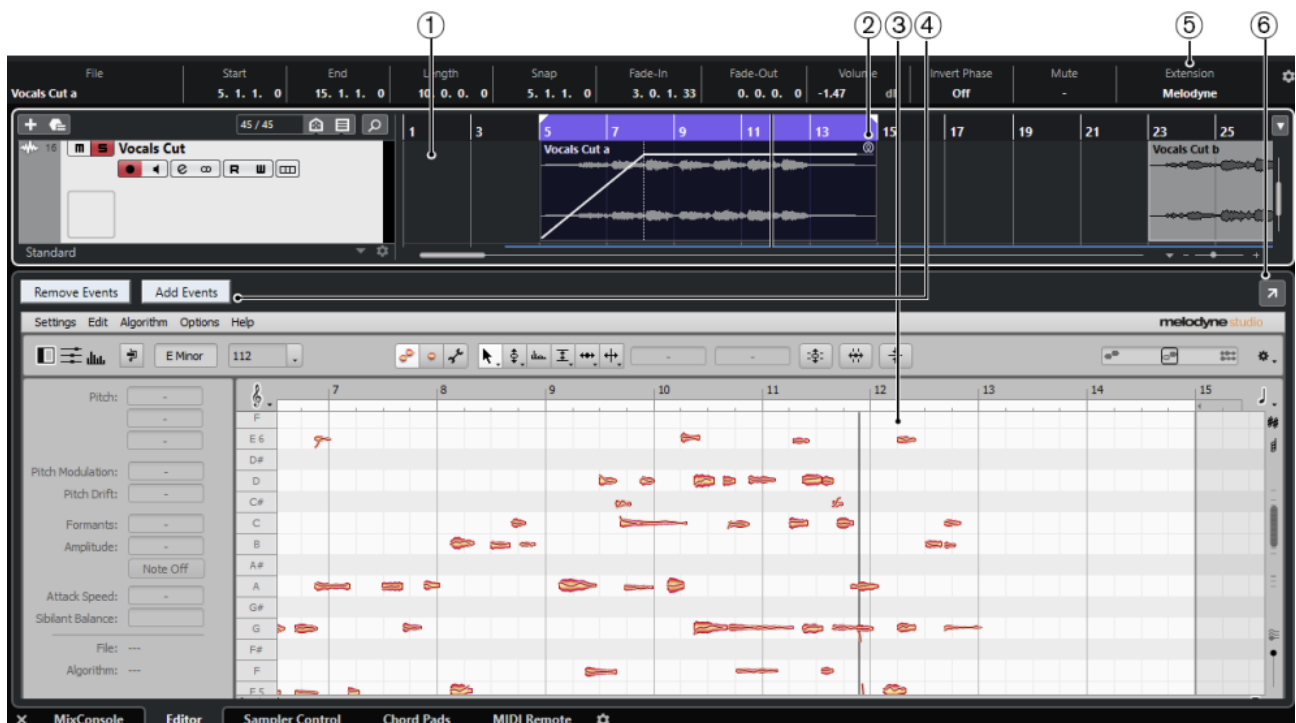 ① ② ③ ④ ⑤ ⑥
File Start End Length Snap Fade-In Fade-Out Volume Invert Phase Mute Extension
Vocals Cut a 5. 1. 1. 0 15. 1. 1. 0 10. 0. 0. 0 5. 1. 1. 0 3. 0. 1. 33 0. 0. 0. 0 -1.47 dB Off - Melodyne
45 / 45 1 3 5 7 9 11 13 15 17 19 21 23 25
16 m S Vocals Cut Vocals Cut a Vocals Cut b
e R W
Standard
Remove Events Add Events
Settings Edit Algorithm Options Help melodyne studio
E Minor 112 - -
Pitch: - 7 8 9 10 11 12 13 14 15
- F
- E 6
D#
Pitch Modulation: - D
Pitch Drift: - C#
Formants: - C
Amplitude: - B
Note Off A#
Attack Speed: - A
Sibilant Balance: G#
G
File: --- F#
Algorithm: --- F
E 5
X MixConsole Editor Sampler Control Chord Pads MIDI Remote